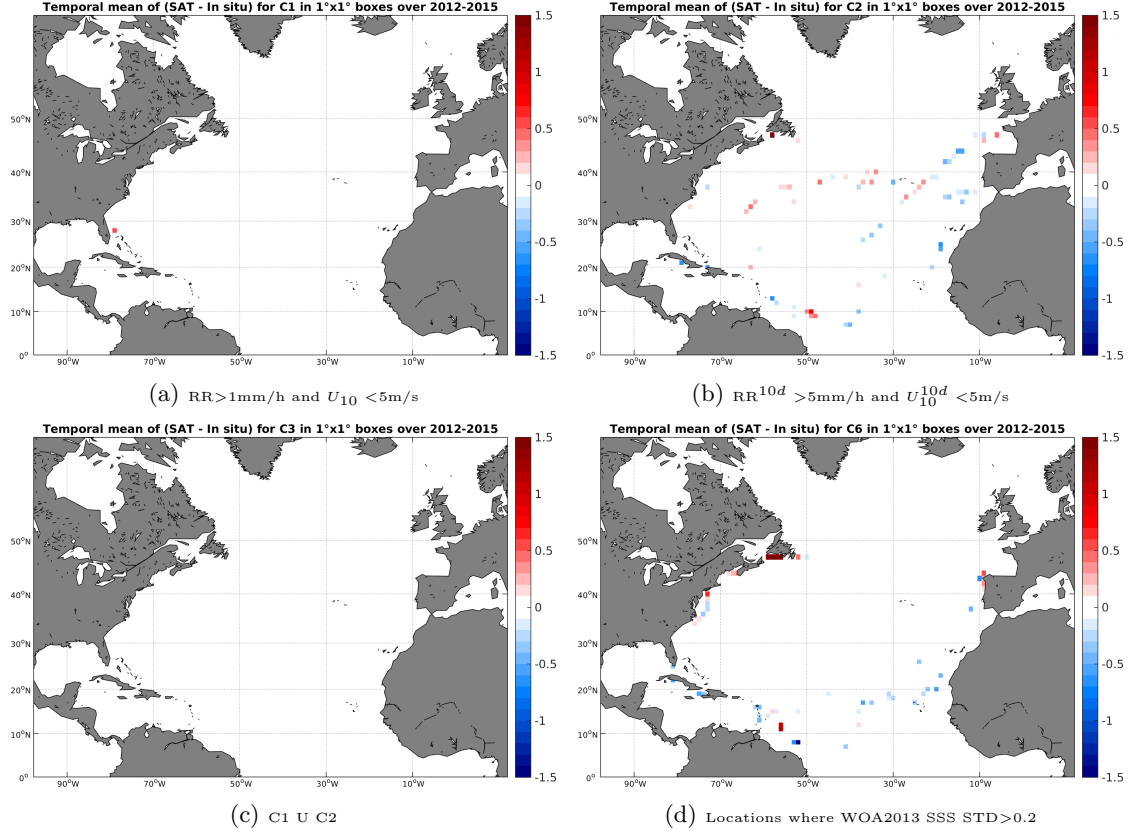 Temporal mean of (SAT - In situ) for C1 in 1°x1° boxes over 2012-2015
50°N
40°N
30°N
20°N
10°N
0°
90°W
70°W
50°W
30°W
10°W
1.5
1
0.5
0
-0.5
-1
-1.5
(a) RR>1mm/h and U10 <5m/s
Temporal mean of (SAT - In situ) for C2 in 1°x1° boxes over 2012-2015
50°N
40°N
30°N
20°N
10°N
0°
90°W
70°W
50°W
30°W
10°W
1.5
1
0.5
0
-0.5
-1
-1.5
(b) RR^10d >5mm/h and U10^10d <5m/s
Temporal mean of (SAT - In situ) for C3 in 1°x1° boxes over 2012-2015
50°N
40°N
30°N
20°N
10°N
0°
90°W
70°W
50°W
30°W
10°W
1.5
1
0.5
0
-0.5
-1
-1.5
(c) C1 U C2
Temporal mean of (SAT - In situ) for C6 in 1°x1° boxes over 2012-2015
50°N
40°N
30°N
20°N
10°N
0°
90°W
70°W
50°W
30°W
10°W
1.5
1
0.5
0
-0.5
-1
-1.5
(d) Locations where WOA2013 SSS STD>0.2